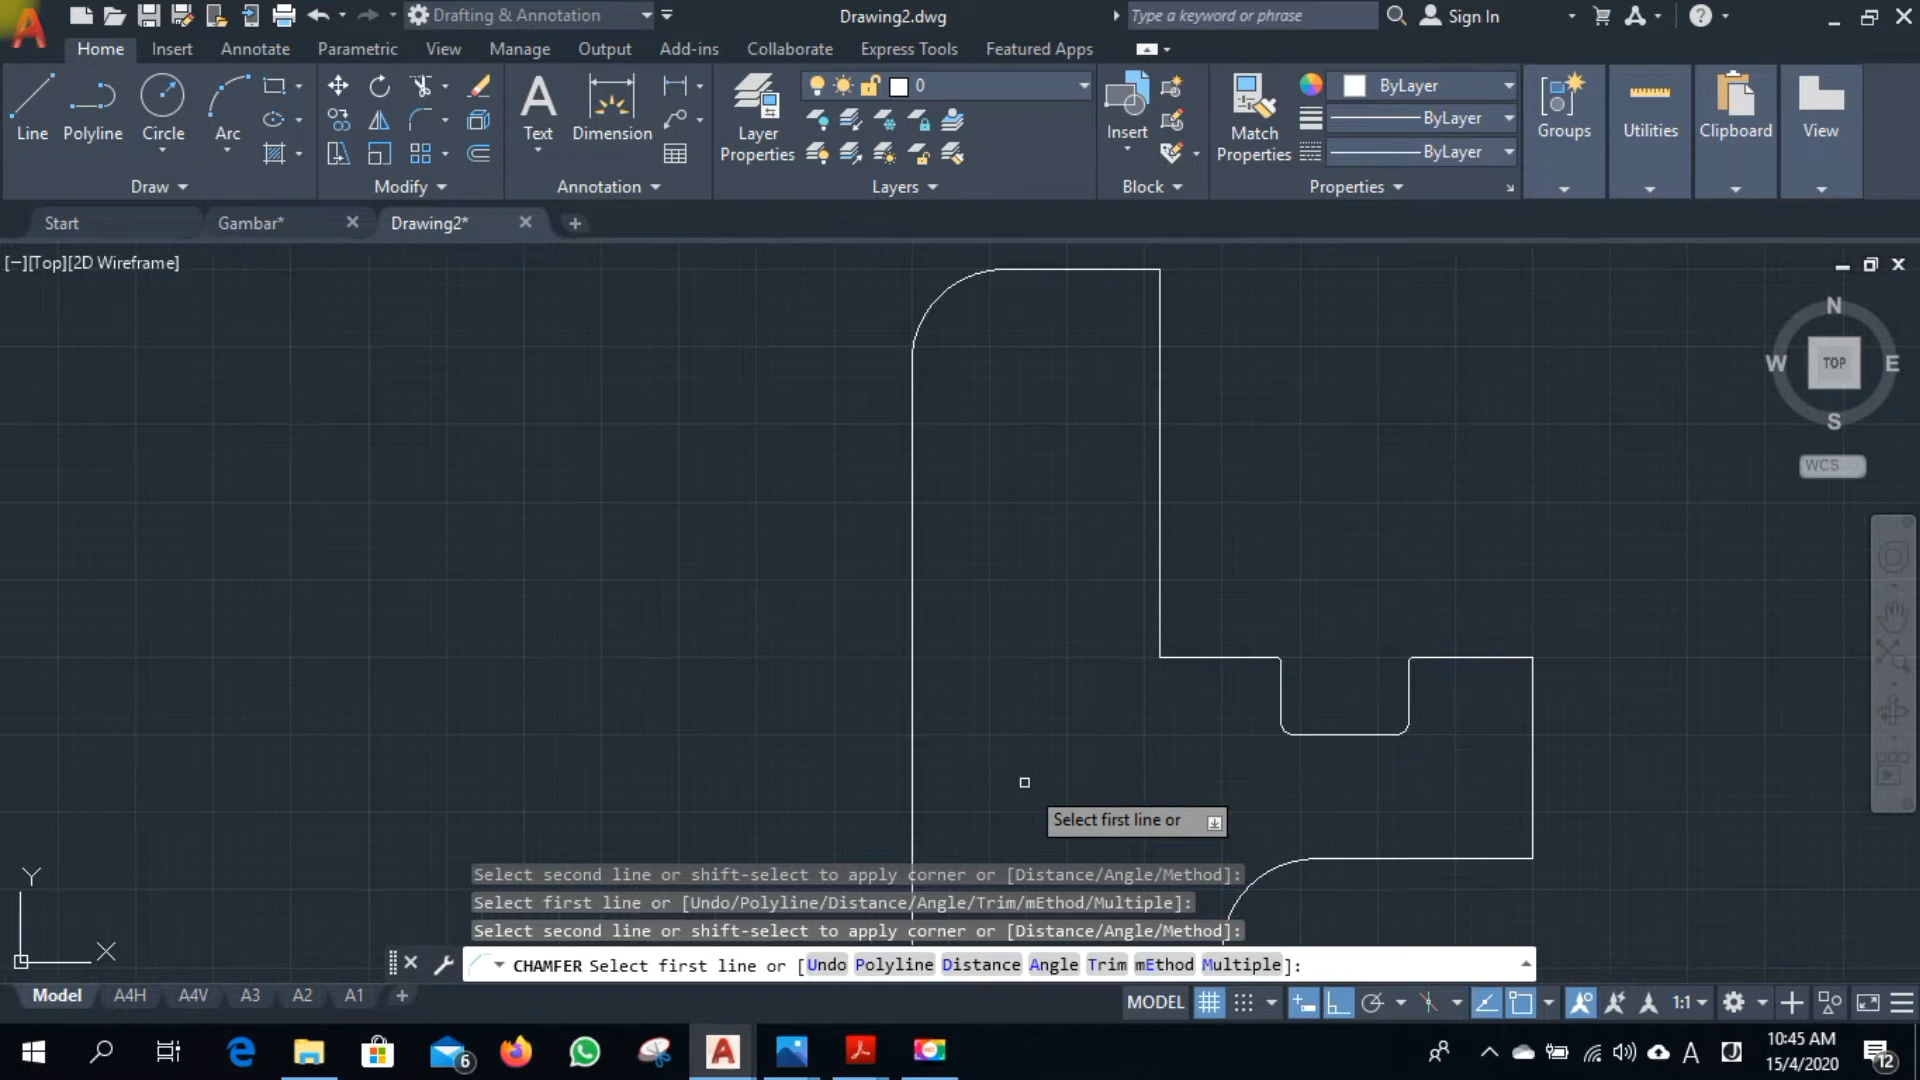 Drafting & Annotation
Drawing2.dwg
Type a keyword or phrase
Sign In
Home Insert Annotate Parametric View Manage Output Add-ins Collaborate Express Tools Featured Apps
Line
Polyline
Circle
Arc
Draw
Modify
Text
Dimension
Annotation
Layer
Properties
0
Layers
Insert
Block
Match
Properties
ByLayer
ByLayer
ByLayer
Properties
Groups
Utilities
Clipboard
View
Start
Gambar*
Drawing2*
[−][Top][2D Wireframe]
N
W
TOP
E
S
WCS
Select first line or
Y
X
Select second line or shift-select to apply corner or [Distance/Angle/Method]:
Select first line or [Undo/Polyline/Distance/Angle/Trim/mEthod/Multiple]:
Select second line or shift-select to apply corner or [Distance/Angle/Method]:
CHAMFER Select first line or [Undo Polyline Distance Angle Trim mEthod Multiple]:
Model A4H A4V A3 A2 A1
MODEL
1:1
6
10:45 AM
15/4/2020
12